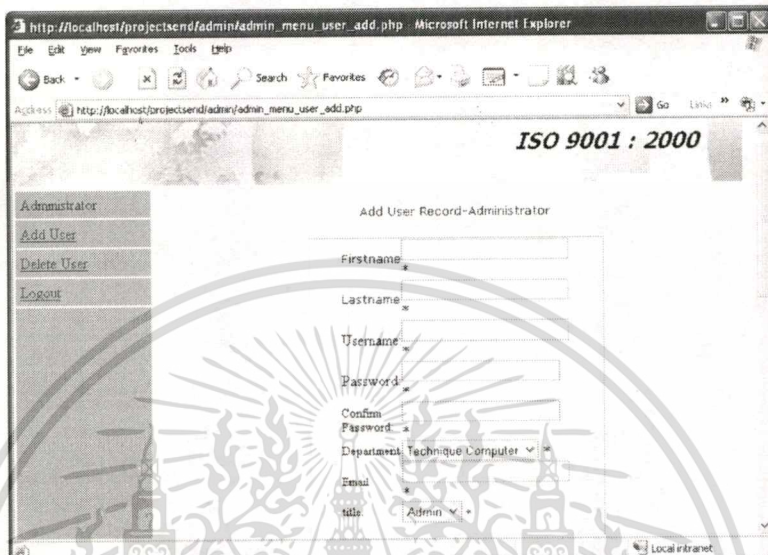 http://localhost/projectsend/admin/admin_menu_user_add.php - Microsoft Internet Explorer
File Edit View Favorites Tools Help
Back Search Favorites
Address http://localhost/projectsend/admin/admin_menu_user_add.php Go Links »
ISO 9001 : 2000
Administrator
Add User
Delete User
Logout
Add User Record-Administrator
Firstname *
Lastname *
Username *
Password *
Confirm
Password *
Department Technique Computer *
Email *
title Admin *
Local intranet